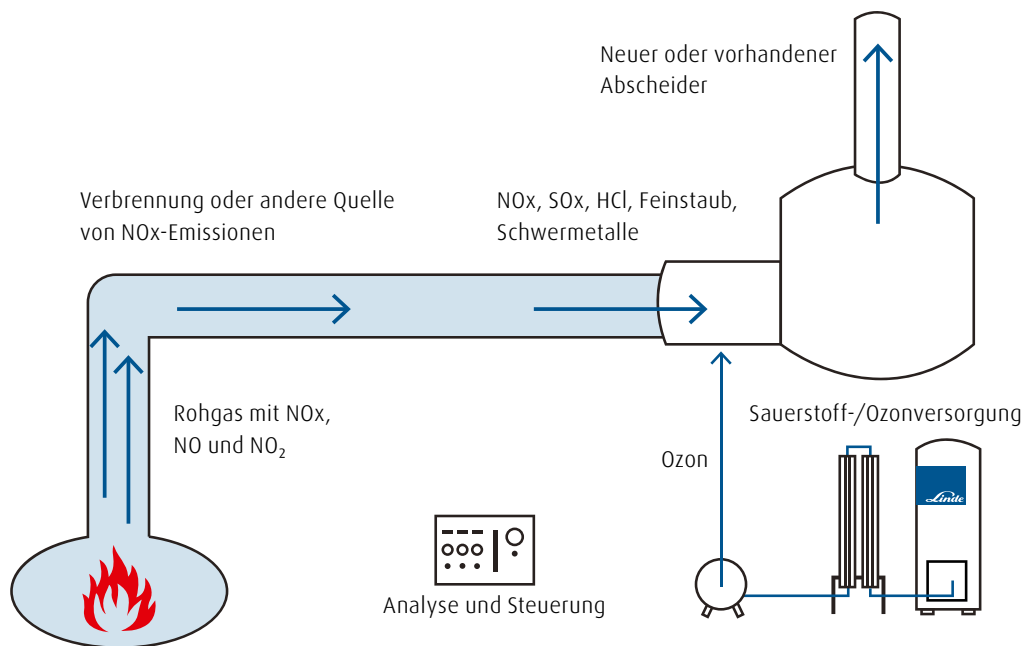 Neuer oder vorhandener
Abscheider
Verbrennung oder andere Quelle
von NOx-Emissionen
NOx, SOx, HCl, Feinstaub,
Schwermetalle
Rohgas mit NOx,
NO und NO₂
Sauerstoff-/Ozonversorgung
Ozon
Linde
Analyse und Steuerung